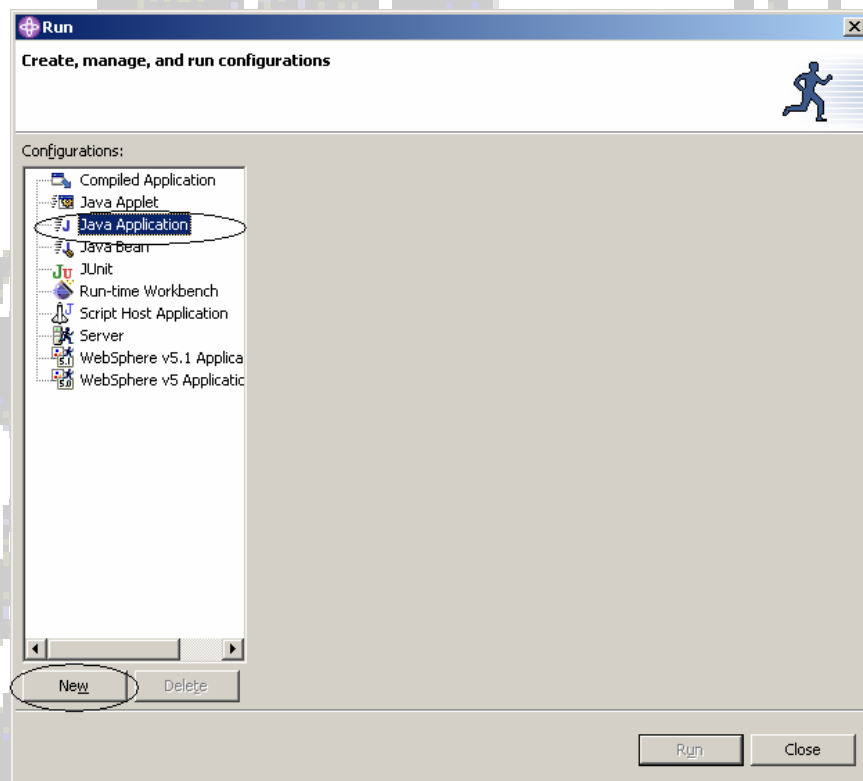 Run
Create, manage, and run configurations
Configurations:
Compiled Application
Java Applet
Java Application
Java Bean
JUnit
Run-time Workbench
Script Host Application
Server
WebSphere v5.1 Applica
WebSphere v5 Applicatic
New
Delete
Run
Close